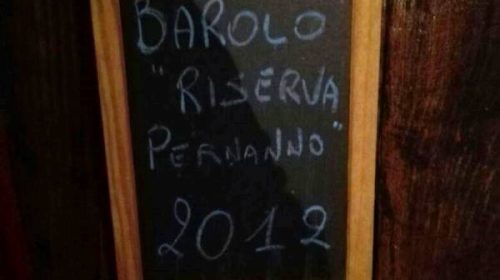 BAROLO
"RISERVA
PERNANNO"
2012